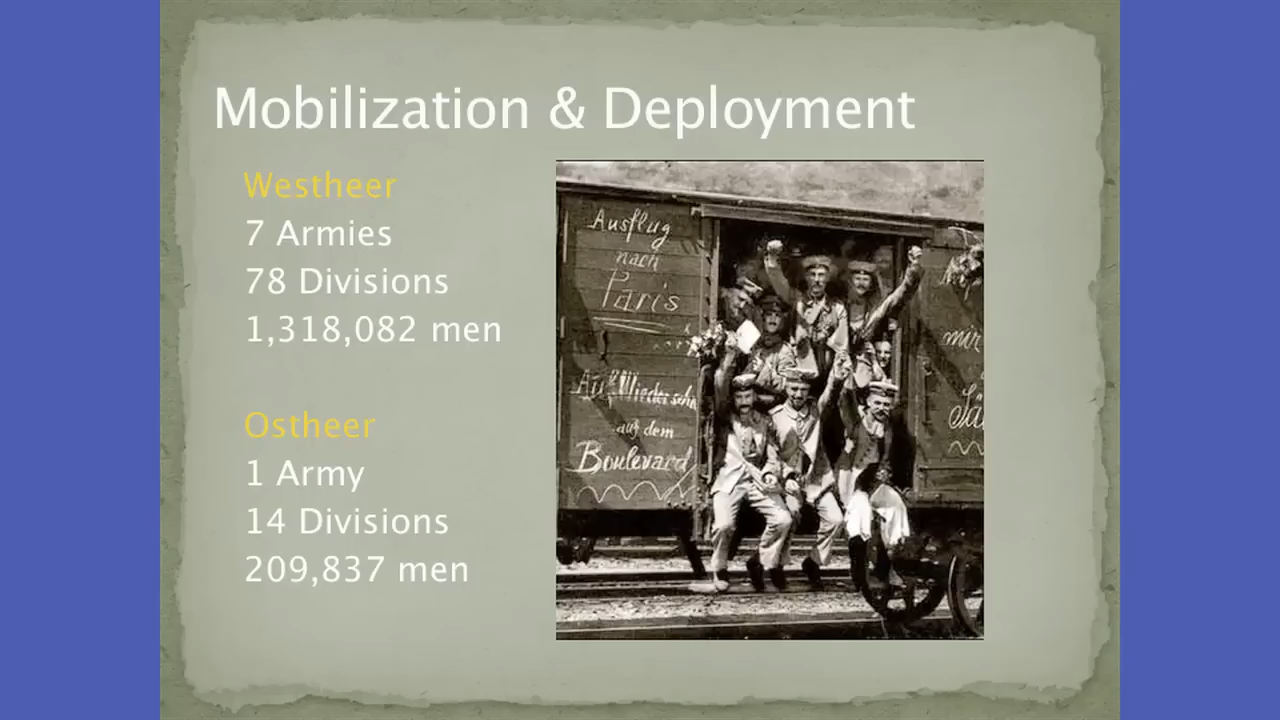 Mobilization & Deployment
Westheer
7 Armies
78 Divisions
1,318,082 men
Ostheer
1 Army
14 Divisions
209,837 men
Ausflug
nach
Paris
Auf Wiedersehn
auf dem
Boulevard
mir